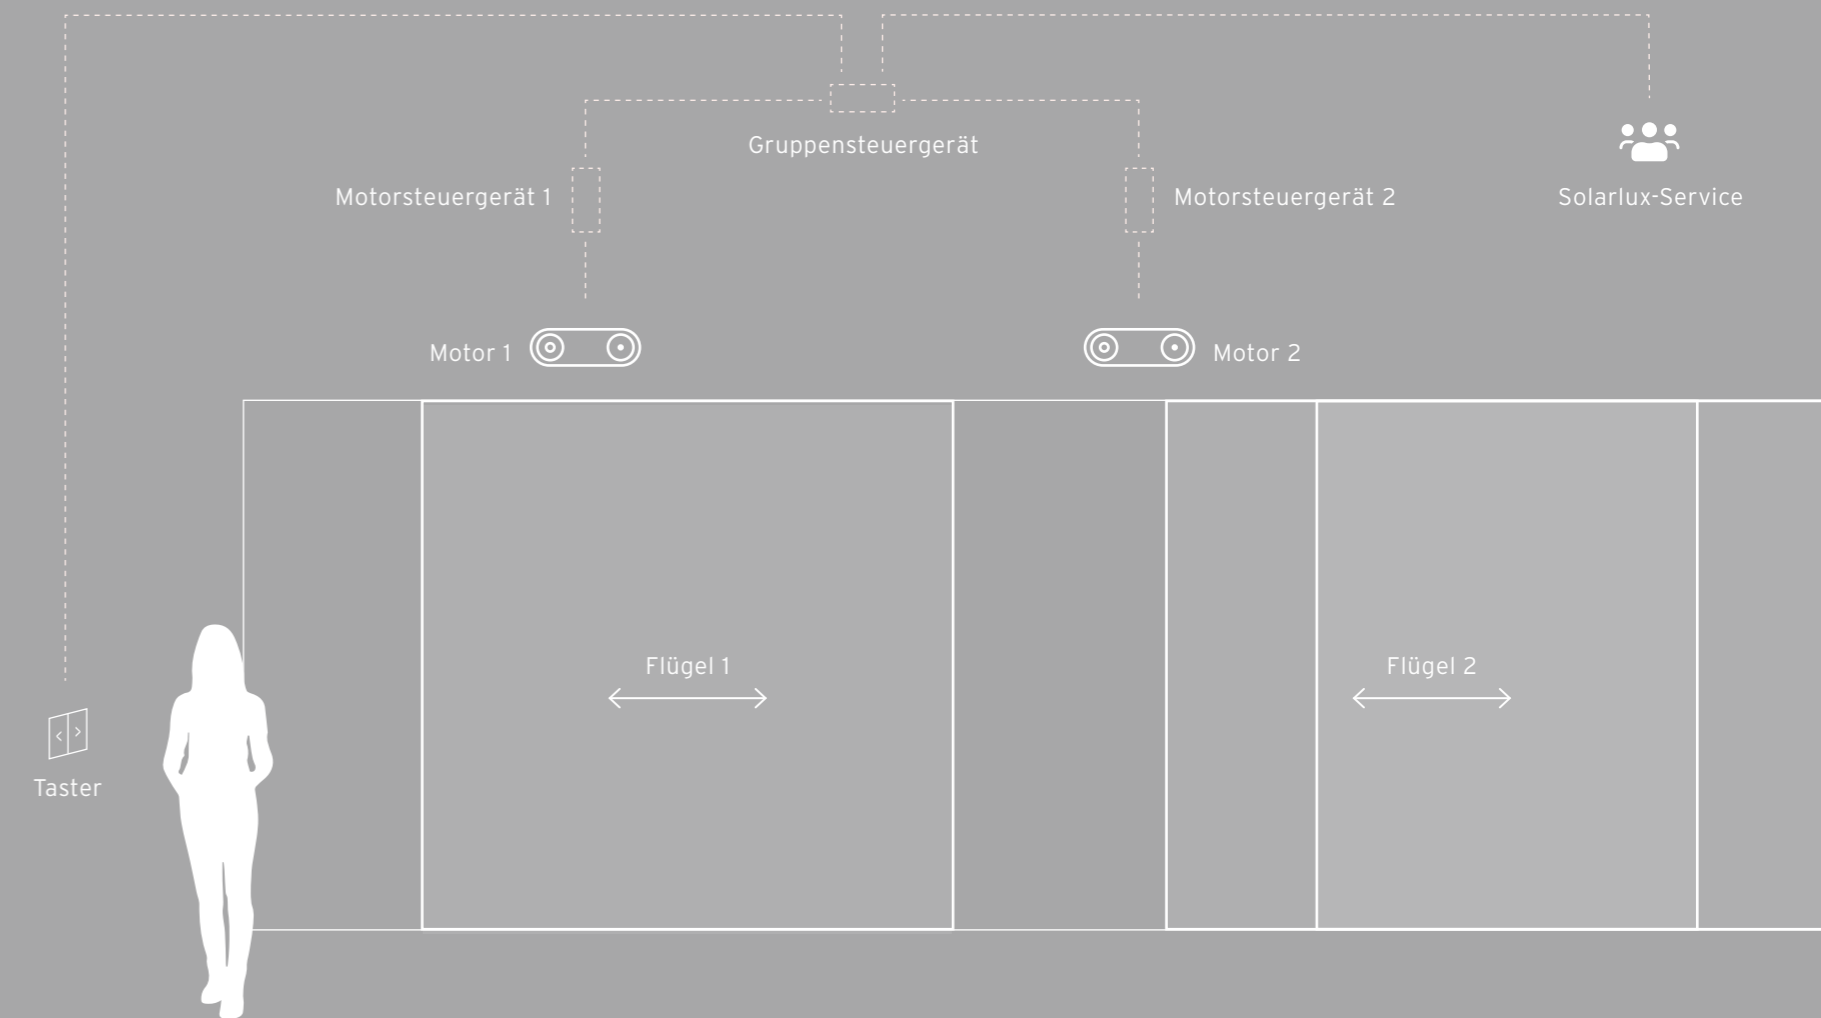 Gruppensteuergerät
Motorsteuergerät 1
Motorsteuergerät 2
Solarlux-Service
Motor 1
Motor 2
Flügel 1
Flügel 2
Taster